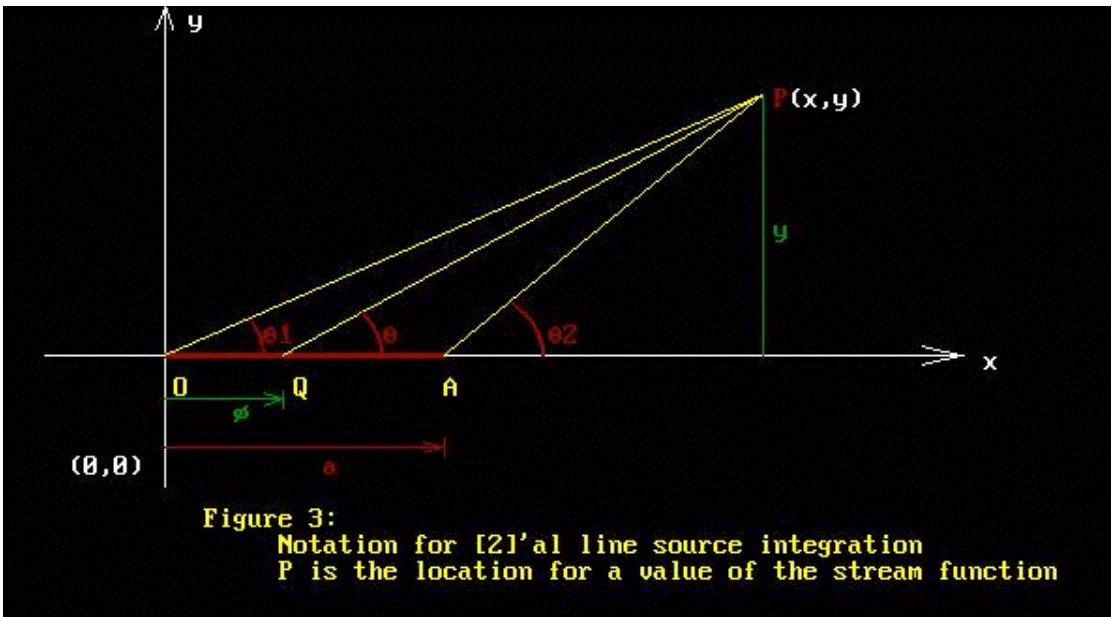 y
P(x,y)
y
θ1
θ
θ2
x
O
Q
A
ø
(0,0)
a
Figure 3:
Notation for [2]'al line source integration
P is the location for a value of the stream function